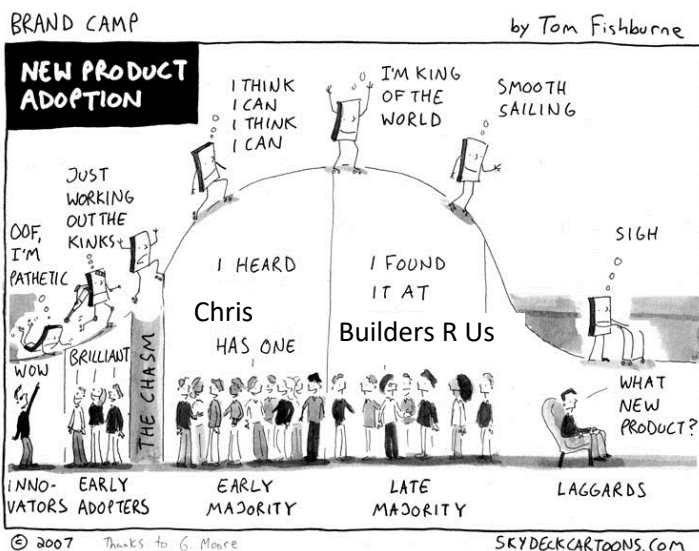 BRAND CAMP
by Tom Fishburne
NEW PRODUCT
ADOPTION
OOF,
I'M
PATHETIC
JUST
WORKING
OUT THE
KINKS
I THINK
I CAN
I THINK
I CAN
I'M KING
OF THE
WORLD
SMOOTH
SAILING
SIGH
WOW
BRILLIANT
THE CHASM
I HEARD
Chris
HAS ONE
I FOUND
IT AT
Builders R Us
WHAT
NEW
PRODUCT?
INNO-
VATORS
EARLY
ADOPTERS
EARLY
MAJORITY
LATE
MAJORITY
LAGGARDS
© 2007
Thanks to G. Moore
SKYDECKCARTOONS.COM